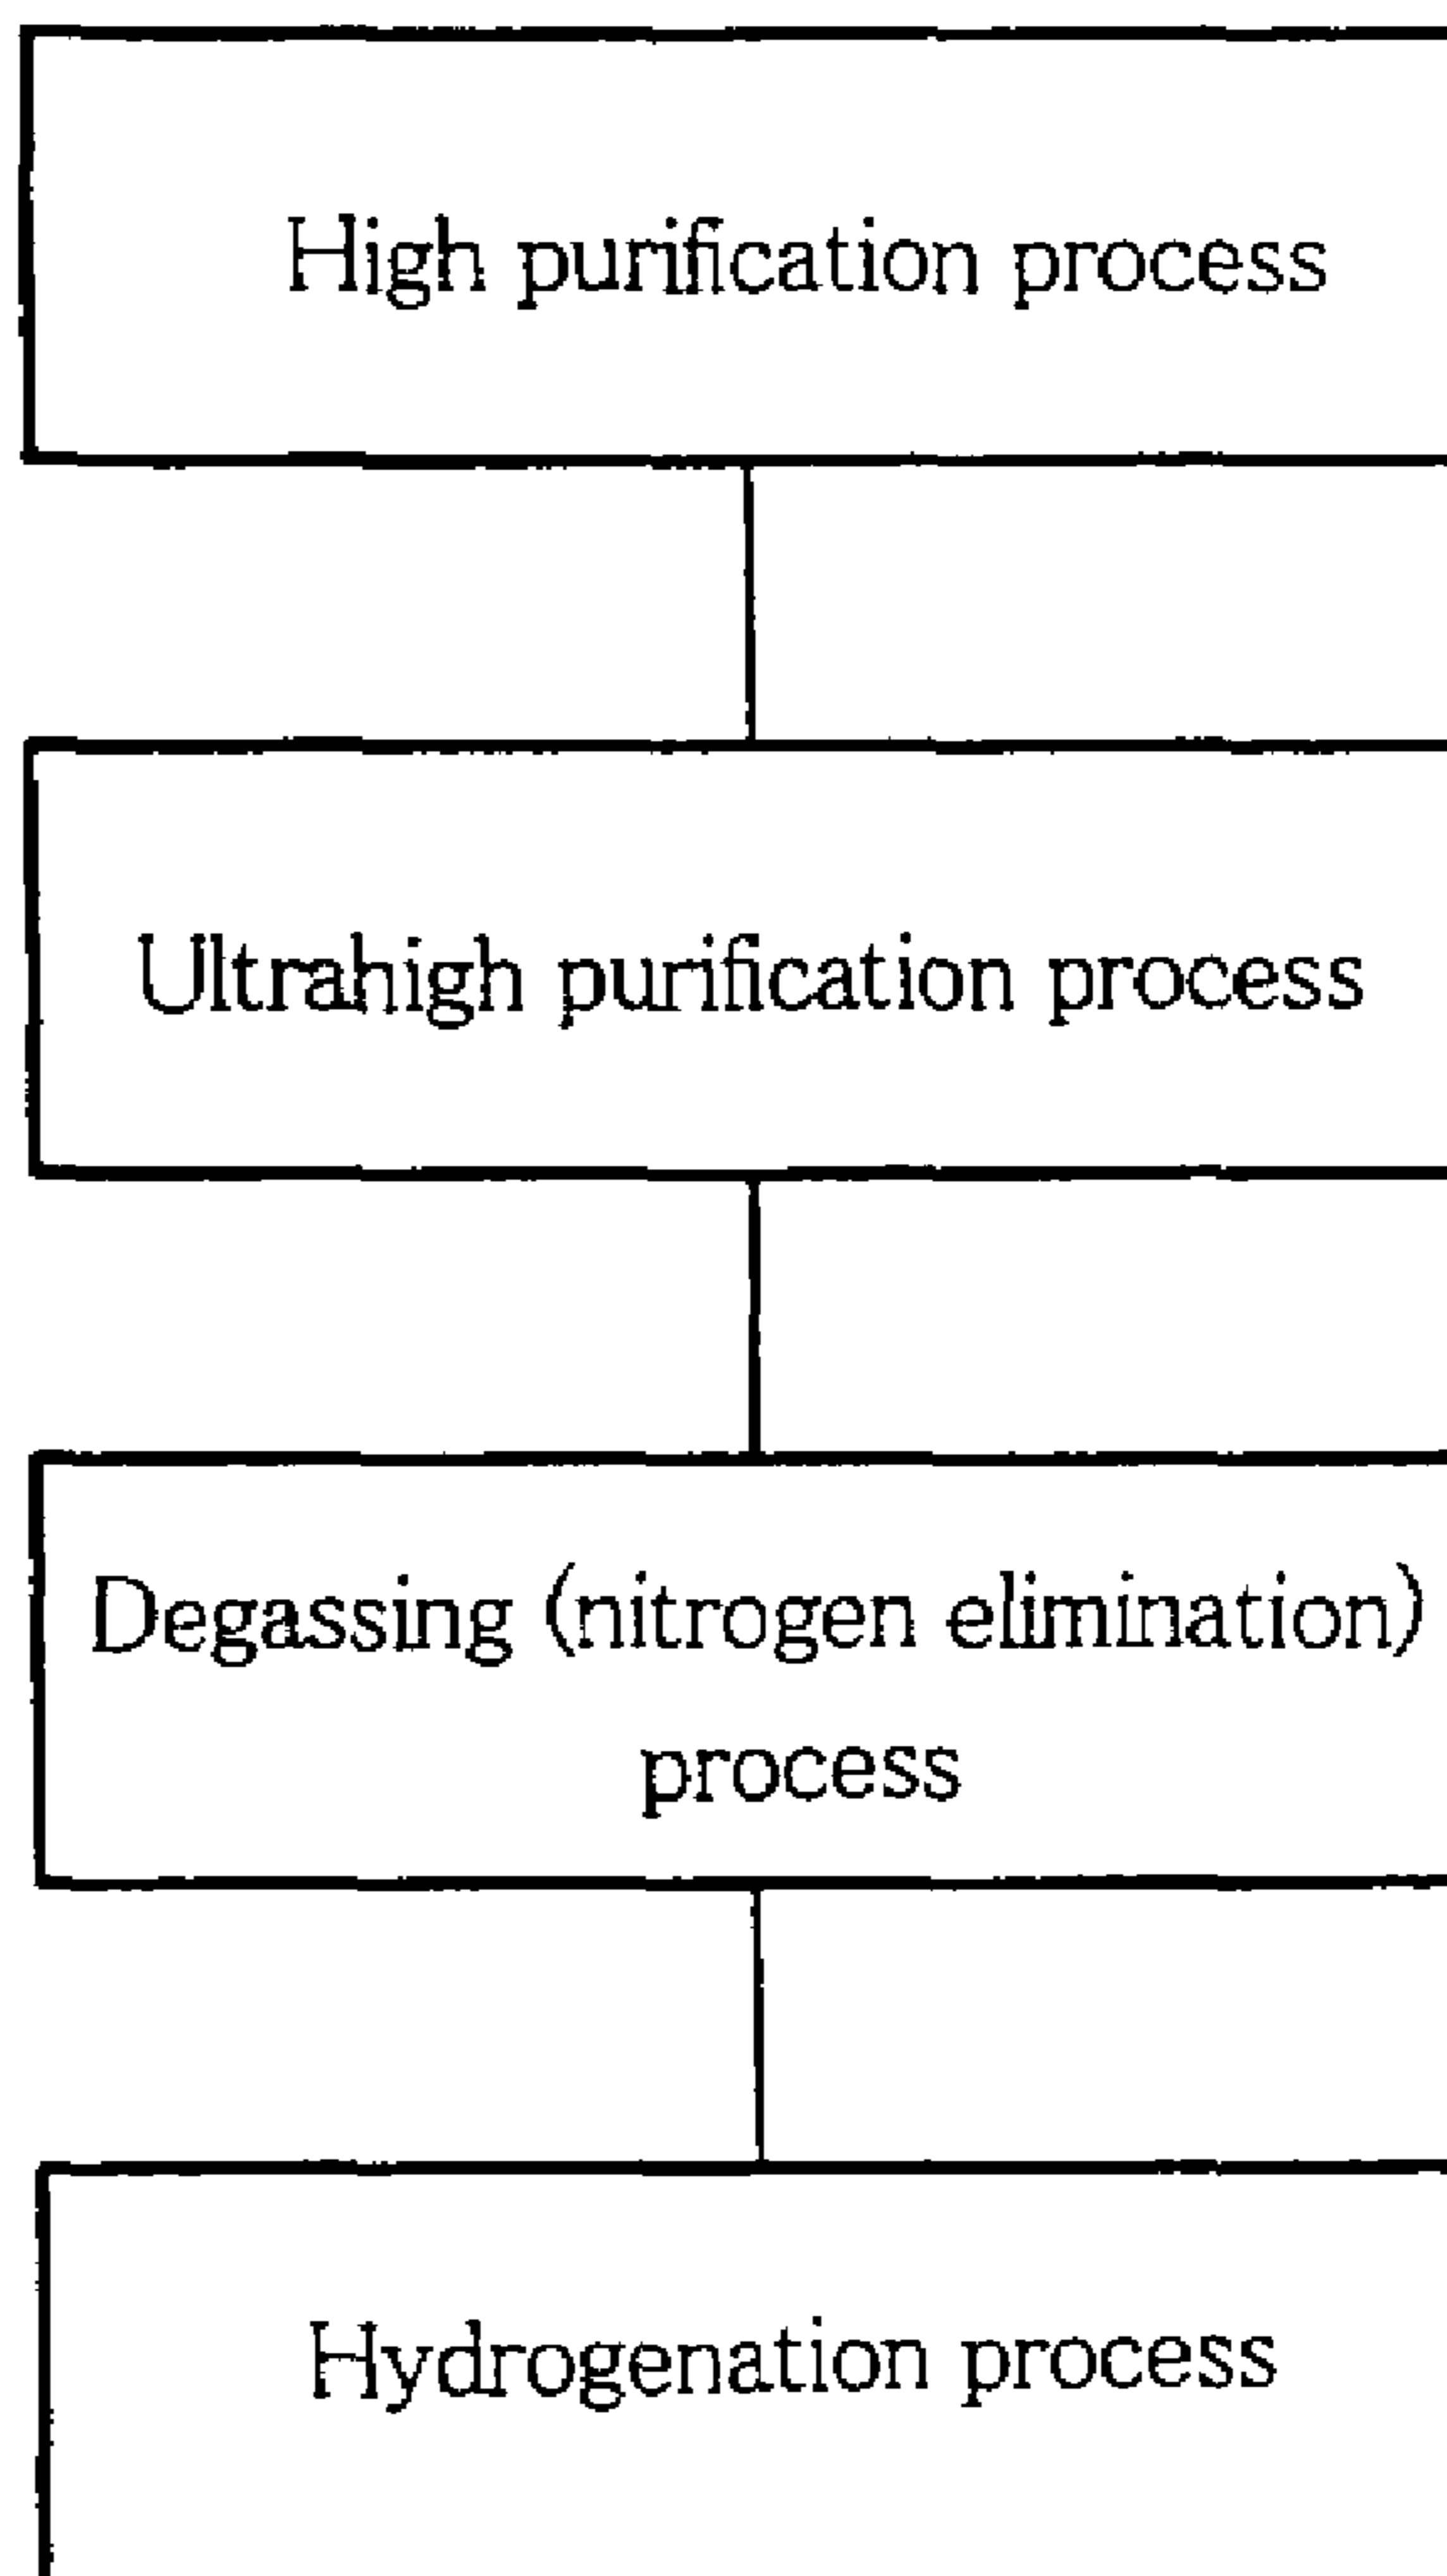 High purification process
Ultrahigh purification process
Degassing (nitrogen elimination)
process
Hydrogenation process